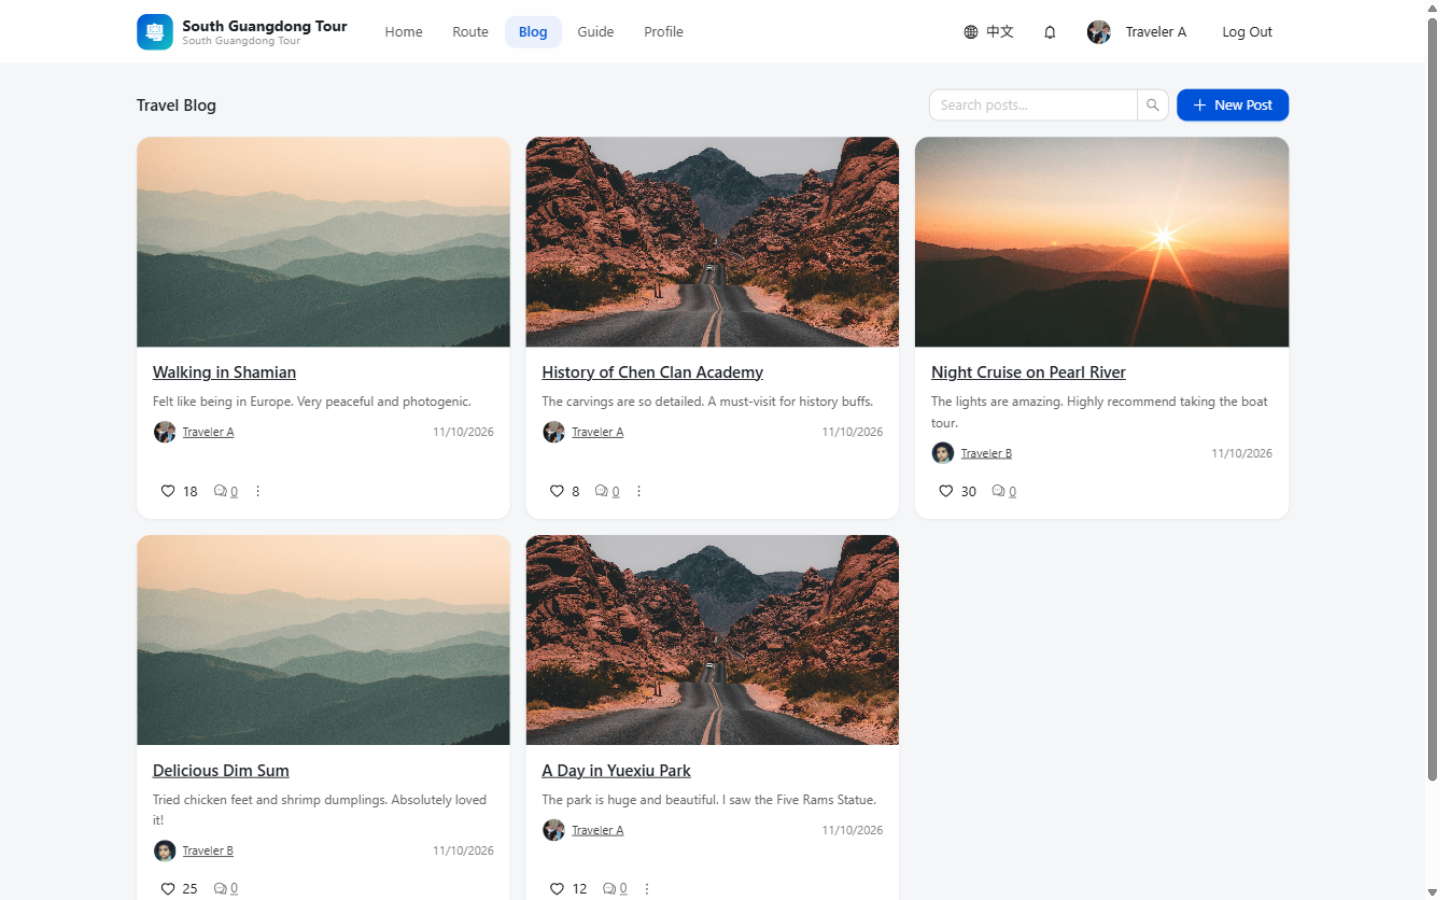 South Guangdong Tour
South Guangdong Tour
Home
Route
Blog
Guide
Profile
中文
Traveler A
Log Out
Travel Blog
Search posts...
New Post
Walking in Shamian
Felt like being in Europe. Very peaceful and photogenic.
Traveler A
11/10/2026
18
0
History of Chen Clan Academy
The carvings are so detailed. A must-visit for history buffs.
Traveler A
11/10/2026
8
0
Night Cruise on Pearl River
The lights are amazing. Highly recommend taking the boat
tour.
Traveler B
11/10/2026
30
0
Delicious Dim Sum
Tried chicken feet and shrimp dumplings. Absolutely loved
it!
Traveler B
11/10/2026
25
0
A Day in Yuexiu Park
The park is huge and beautiful. I saw the Five Rams Statue.
Traveler A
11/10/2026
12
0